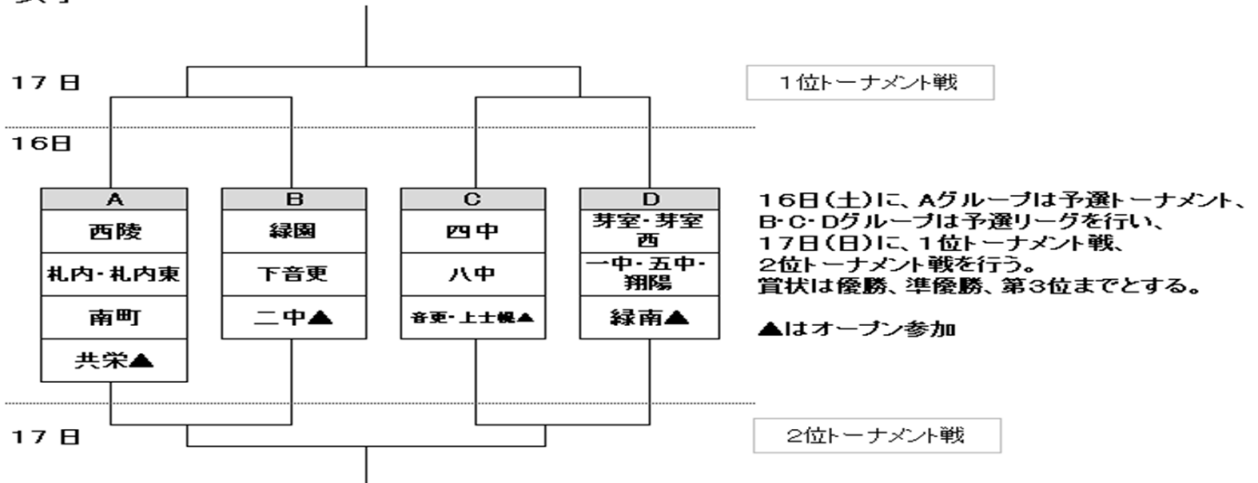 17日
1位トーナメント戦
16日
A
西陵
札内・札内東
南町
共栄▲
B
緑園
下音更
二中▲
C
四中
八中
音更・上士幌▲
D
芽室・芽室
西
一中・五中・
翔陽
緑南▲
16日(土)に、Aグループは予選トーナメント、
B・C・Dグループは予選リーグを行い、
17日(日)に、1位トーナメント戦、
2位トーナメント戦を行う。
賞状は優勝、準優勝、第3位までとする。
▲はオープン参加
17日
2位トーナメント戦